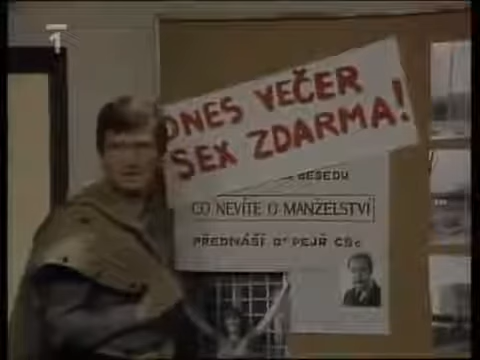 1
DNES VEČER
SEX ZDARMA!
BESEDU
CO NEVÍTE O MANŽELSTVÍ
PŘEDNÁŠÍ Dr PEJŘ CSc